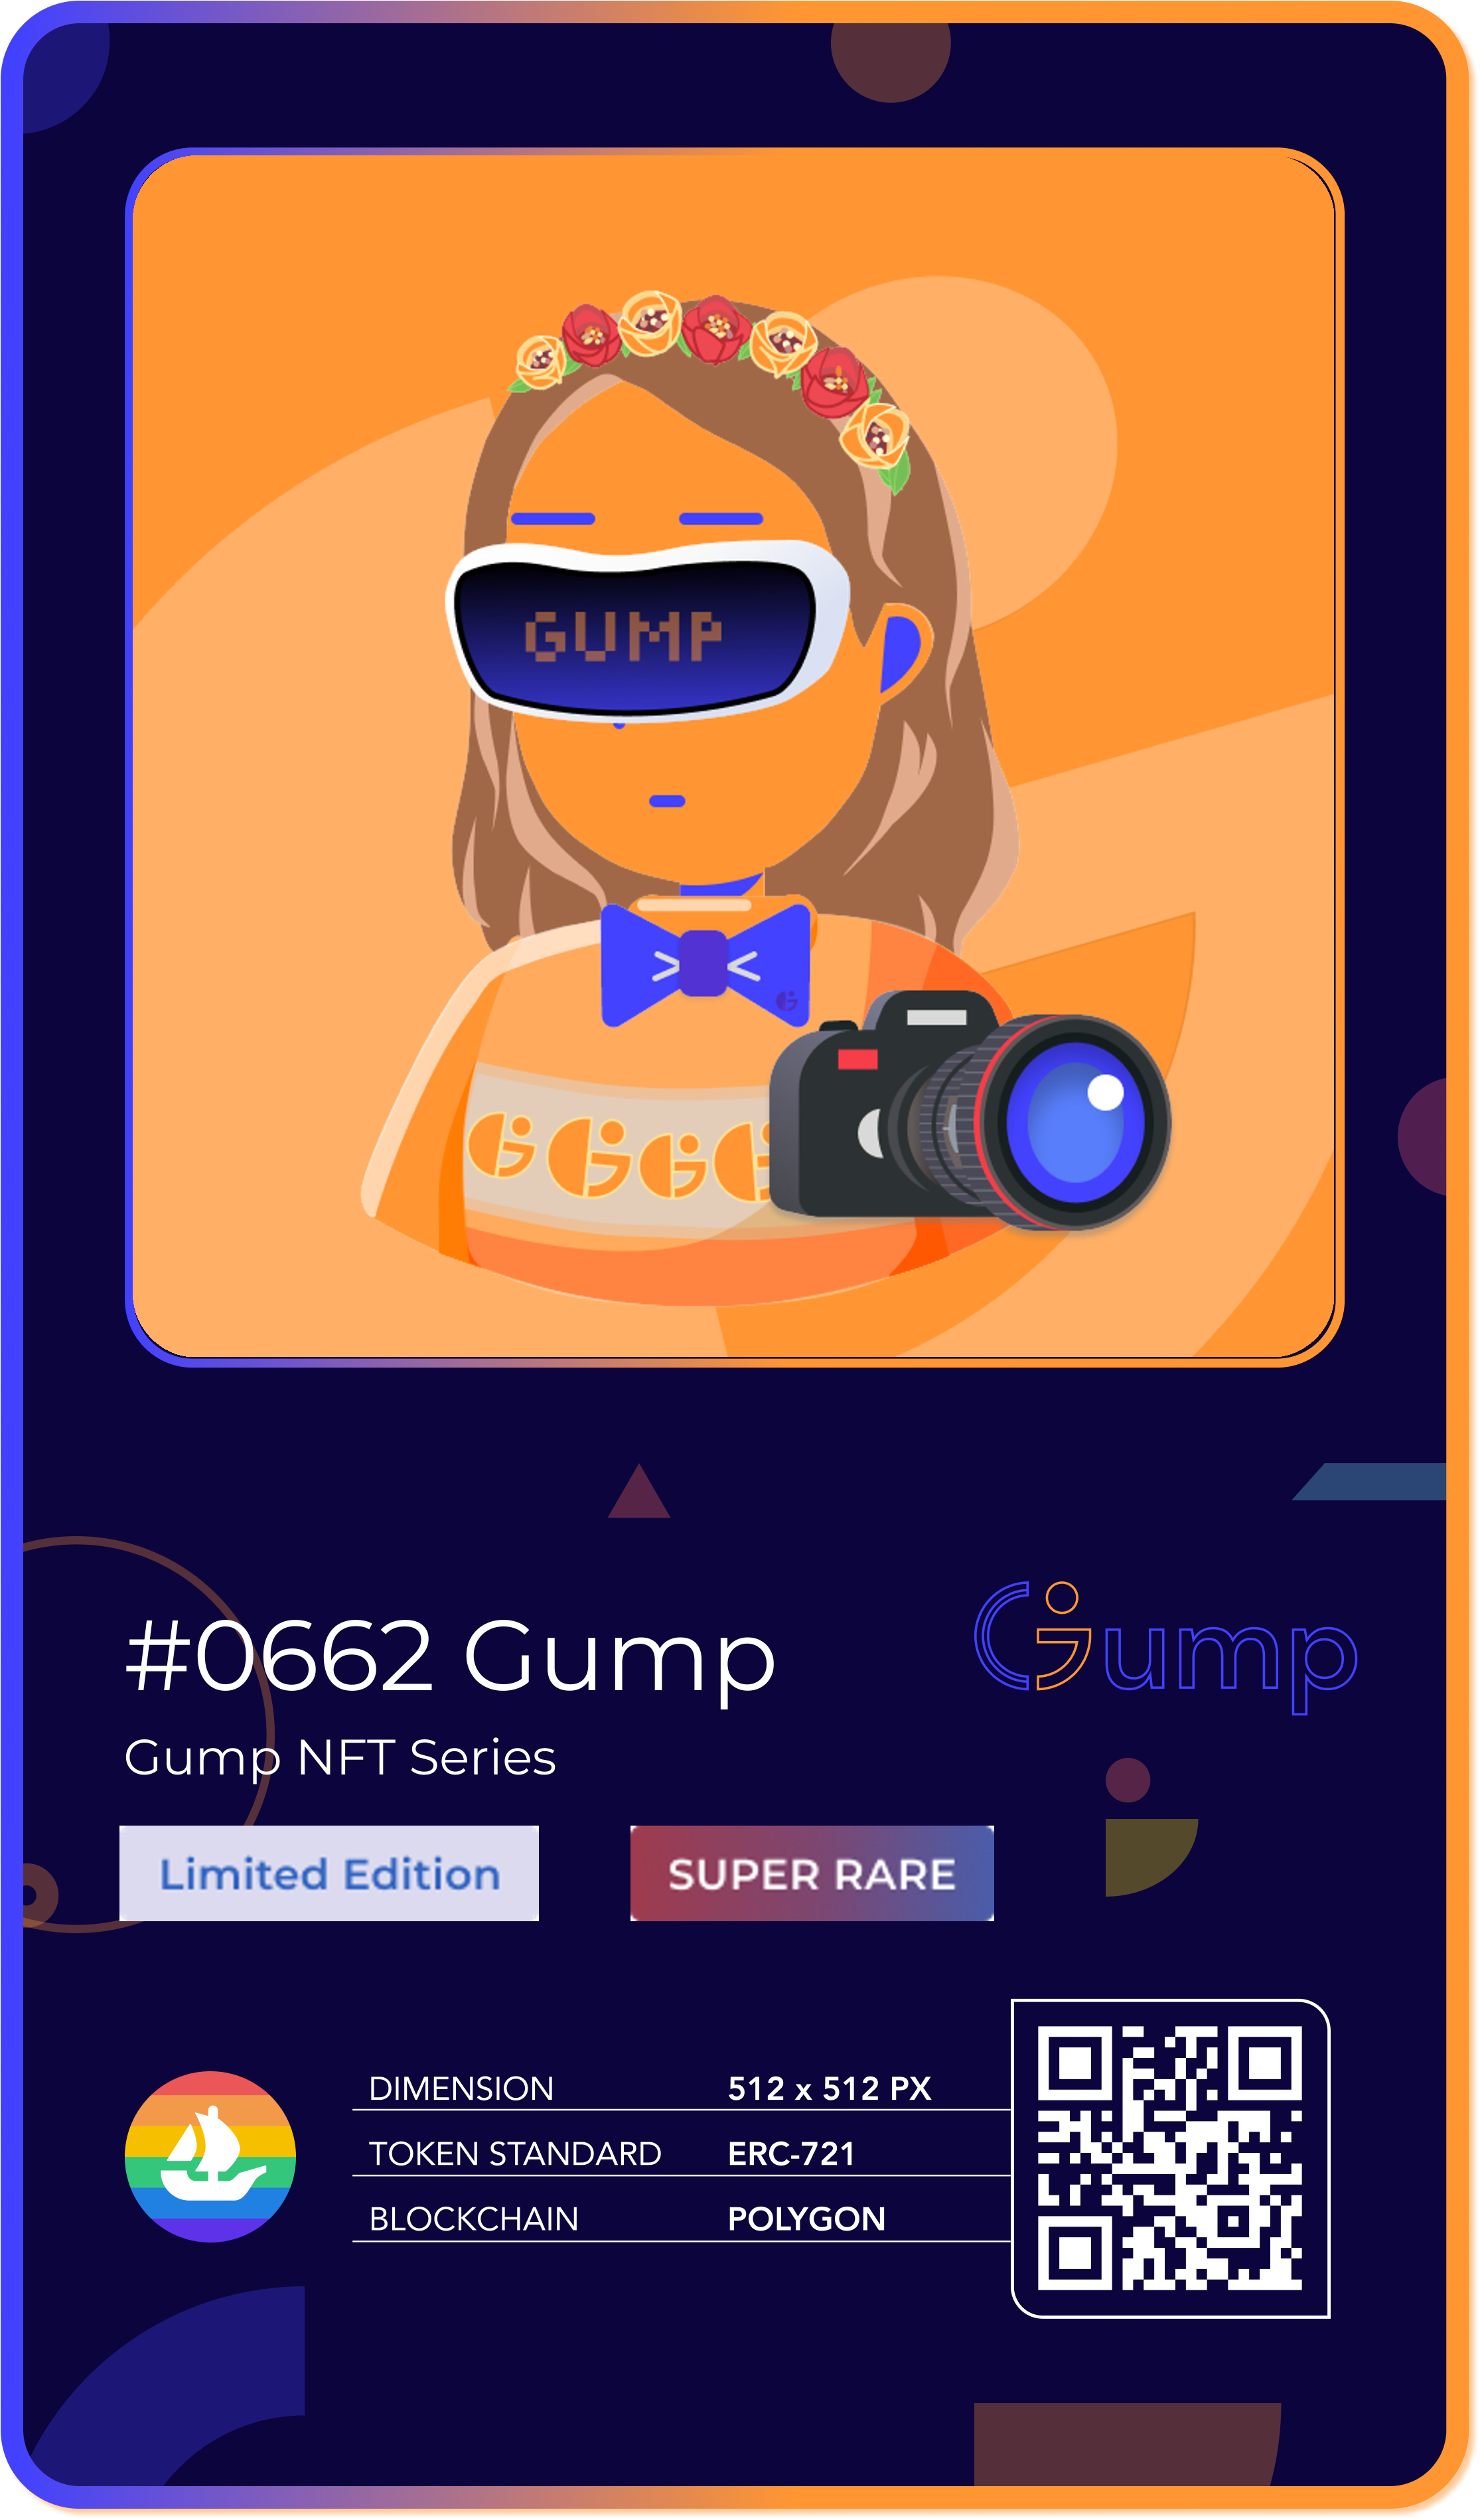 GUMP
#0662 Gump
Gump
Gump NFT Series
Limited Edition
SUPER RARE
DIMENSION 512 x 512 PX
TOKEN STANDARD ERC-721
BLOCKCHAIN POLYGON